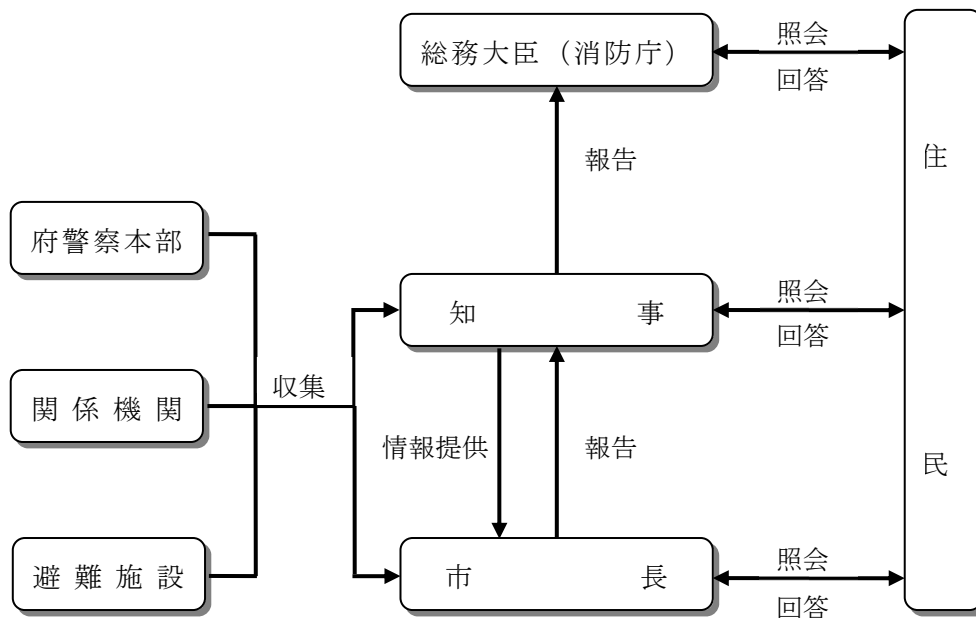 総務大臣（消防庁）
照会
回答
住民
報告
府警察本部
知事
照会
回答
関係機関
収集
情報提供
報告
避難施設
市長
照会
回答